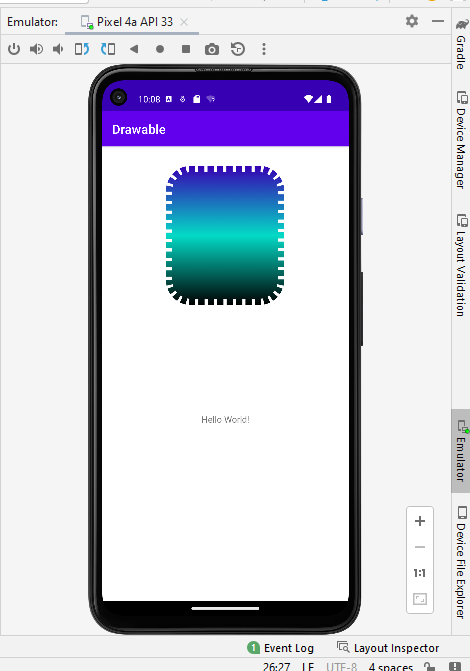 Emulator: Pixel 4a API 33
Gradle
Device Manager
Layout Validation
Emulator
Device File Explorer
10:08
Drawable
Hello World!
1:1
1 Event Log Layout Inspector
26:27 LF UTF-8 4 spaces